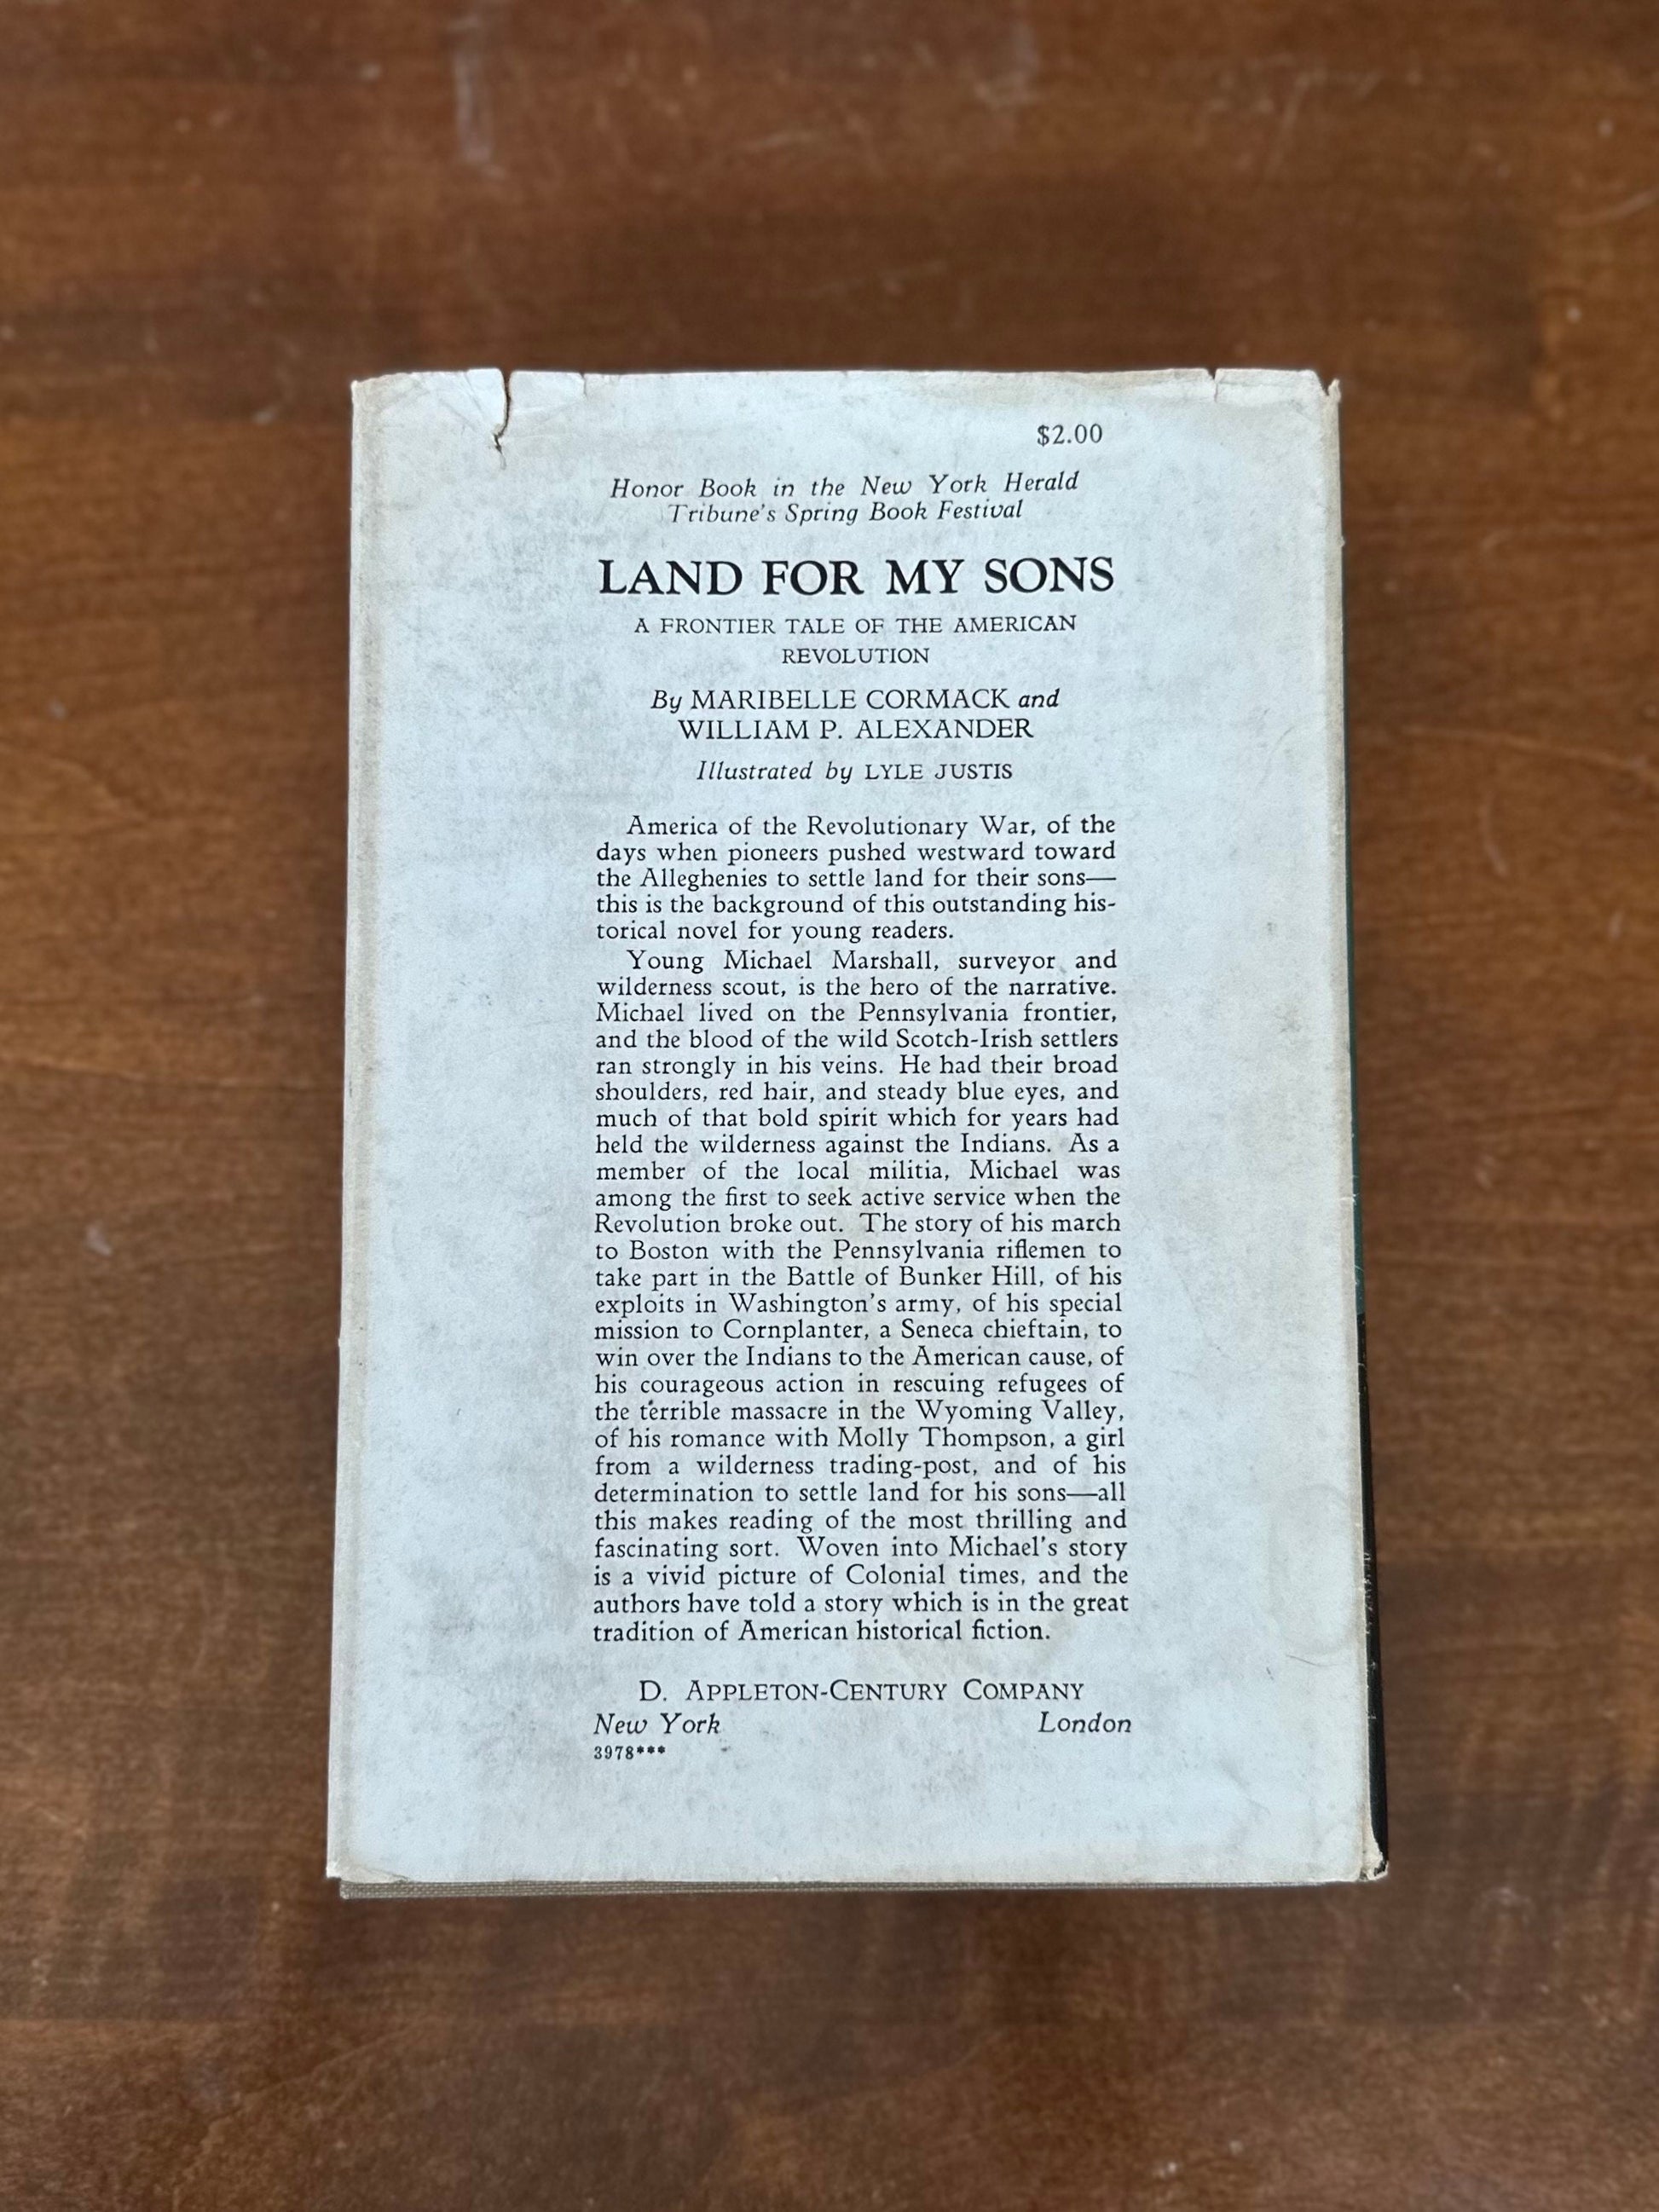 $2.00
Honor Book in the New York Herald
Tribune's Spring Book Festival
LAND FOR MY SONS
A FRONTIER TALE OF THE AMERICAN
REVOLUTION
By MARIBELLE CORMACK and
WILLIAM P. ALEXANDER
Illustrated by LYLE JUSTIS
America of the Revolutionary War, of the
days when pioneers pushed westward toward
the Alleghenies to settle land for their sons—
this is the background of this outstanding his-
torical novel for young readers.
Young Michael Marshall, surveyor and
wilderness scout, is the hero of the narrative.
Michael lived on the Pennsylvania frontier,
and the blood of the wild Scotch-Irish settlers
ran strongly in his veins. He had their broad
shoulders, red hair, and steady blue eyes, and
much of that bold spirit which for years had
held the wilderness against the Indians. As a
member of the local militia, Michael was
among the first to seek active service when the
Revolution broke out. The story of his march
to Boston with the Pennsylvania riflemen to
take part in the Battle of Bunker Hill, of his
exploits in Washington's army, of his special
mission to Cornplanter, a Seneca chieftain, to
win over the Indians to the American cause, of
his courageous action in rescuing refugees of
the terrible massacre in the Wyoming Valley,
of his romance with Molly Thompson, a girl
from a wilderness trading-post, and of his
determination to settle land for his sons—all
this makes reading of the most thrilling and
fascinating sort. Woven into Michael's story
is a vivid picture of Colonial times, and the
authors have told a story which is in the great
tradition of American historical fiction.
D. APPLETON-CENTURY COMPANY
New York London
3978***